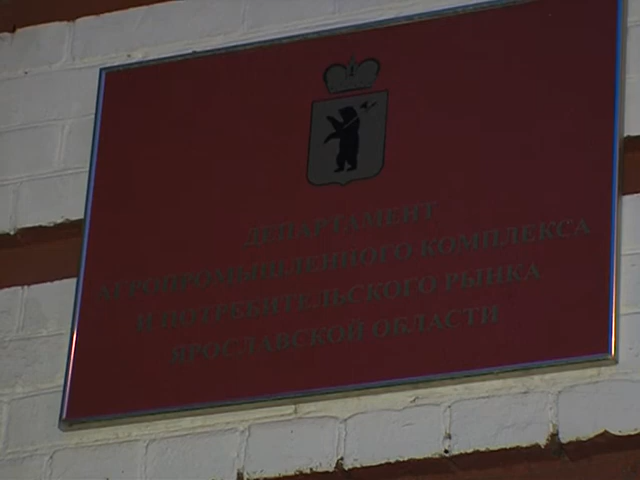 ДЕПАРТАМЕНТ
АГРОПРОМЫШЛЕННОГО КОМПЛЕКСА
И ПОТРЕБИТЕЛЬСКОГО РЫНКА
ЯРОСЛАВСКОЙ ОБЛАСТИ